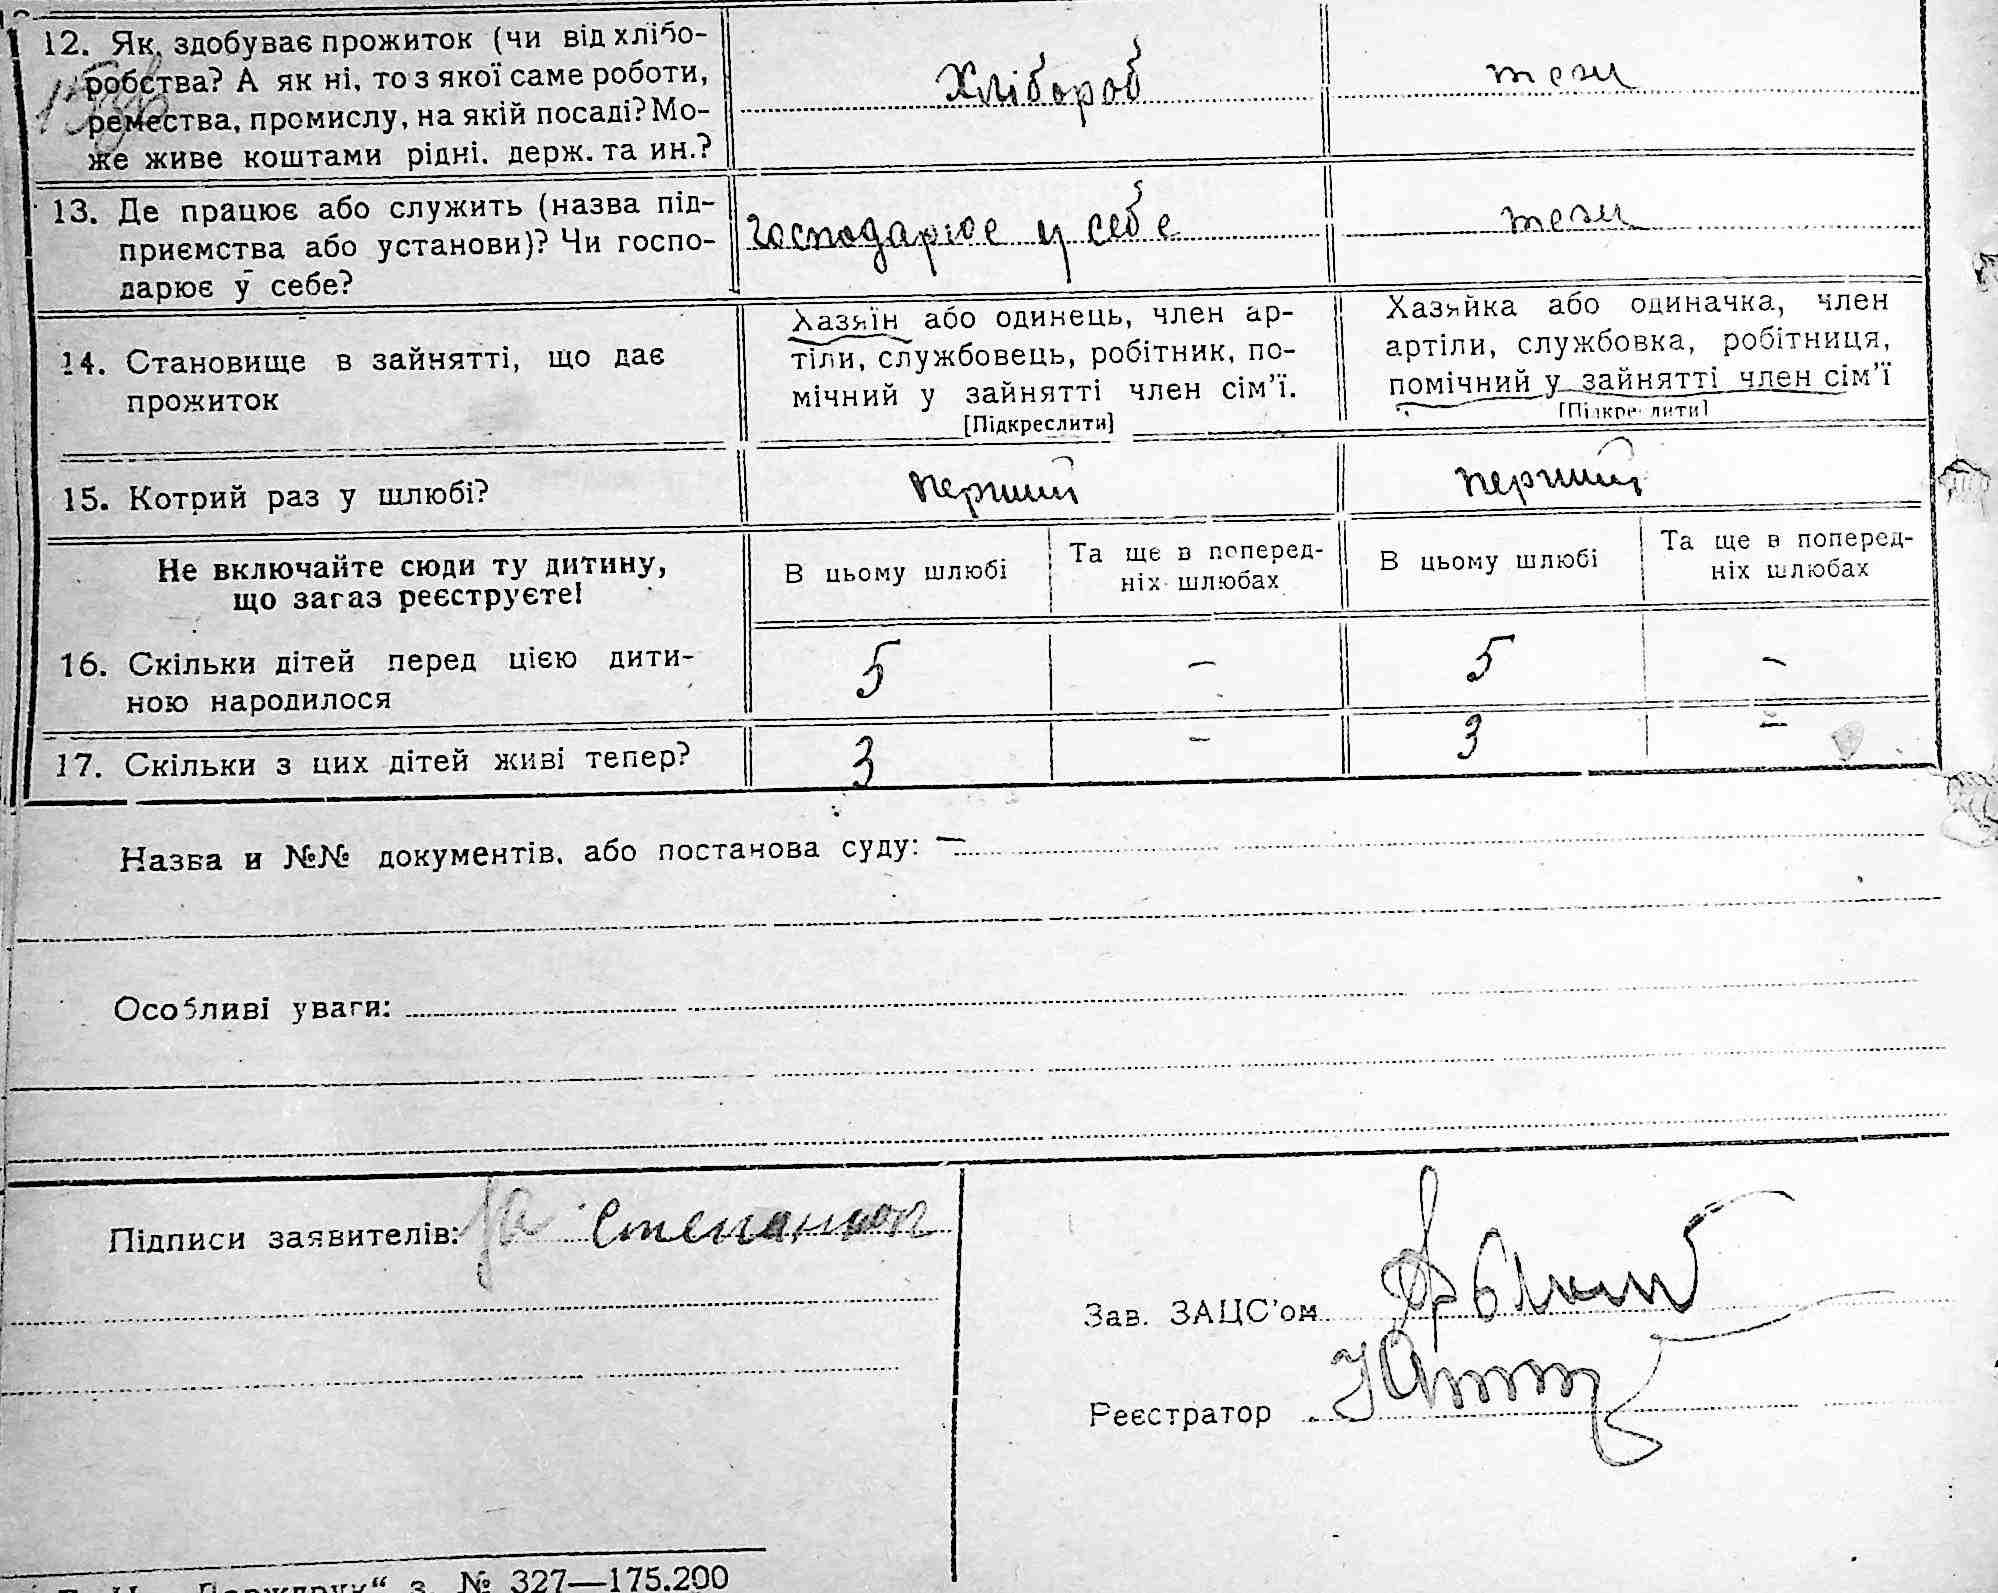 12. Як, здобуває прожиток (чи від хлібо-
робства? А як ні, то з якої саме роботи,
ремества, промислу, на якій посаді? Мо-
же живе коштами рідні. держ. та ин.?
Хлібороб
теж
13. Де працює або служить (назва під-
приємства або установи)? Чи госпо-
дарює у себе?
господарює у себе
теж
14. Становище в зайнятті, що дає
прожиток
Хазяїн або одинець, член ар-
тіли, службовець, робітник, по-
мічний у зайнятті член сім'ї.
[Підкреслити]
Хазяйка або одиначка, член
артіли, службовка, робітниця,
помічний у зайнятті член сім'ї
[Підкреслити]
15. Котрий раз у шлюбі?
перший
перший
Не включайте сюди ту дитину,
що зараз реєструєте!
В цьому шлюбі
Та ще в поперед-
ніх шлюбах
В цьому шлюбі
Та ще в поперед-
ніх шлюбах
16. Скільки дітей перед цією дити-
ною народилося
5 – 5 –
17. Скільки з цих дітей живі тепер?
3 – 3 –
Назва и №№ документів, або постанова суду: –
Особливі уваги:
Підписи заявителів:
Зав. ЗАЦС'ом
Реєстратор
з. № 327—175.200